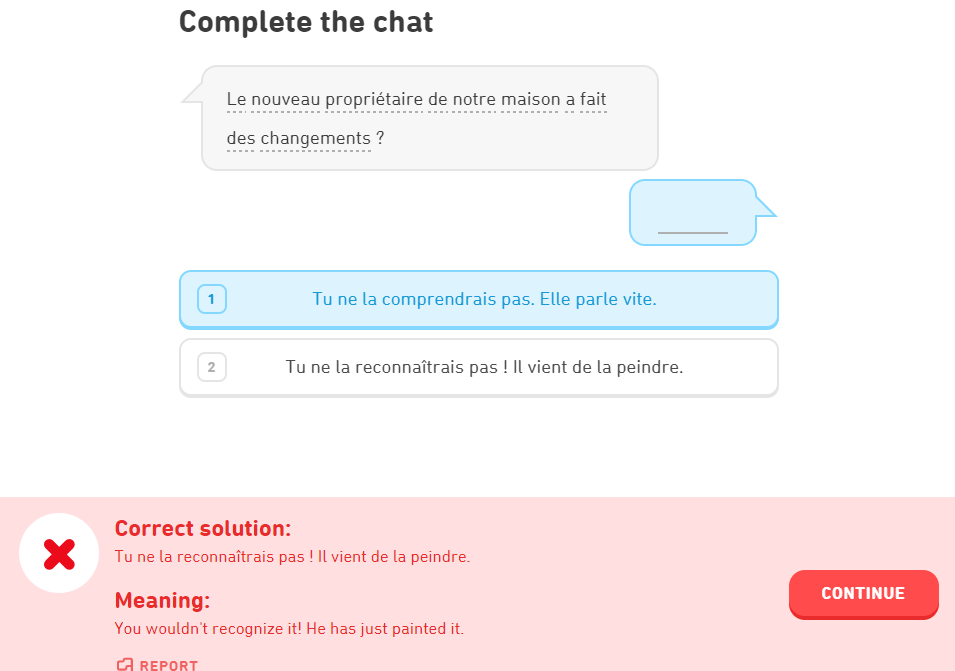 Complete the chat
Le nouveau propriétaire de notre maison a fait
des changements ?
1
Tu ne la comprendrais pas. Elle parle vite.
2
Tu ne la reconnaîtrais pas ! Il vient de la peindre.
Correct solution:
Tu ne la reconnaîtrais pas ! Il vient de la peindre.
Meaning:
You wouldn't recognize it! He has just painted it.
CONTINUE
REPORT